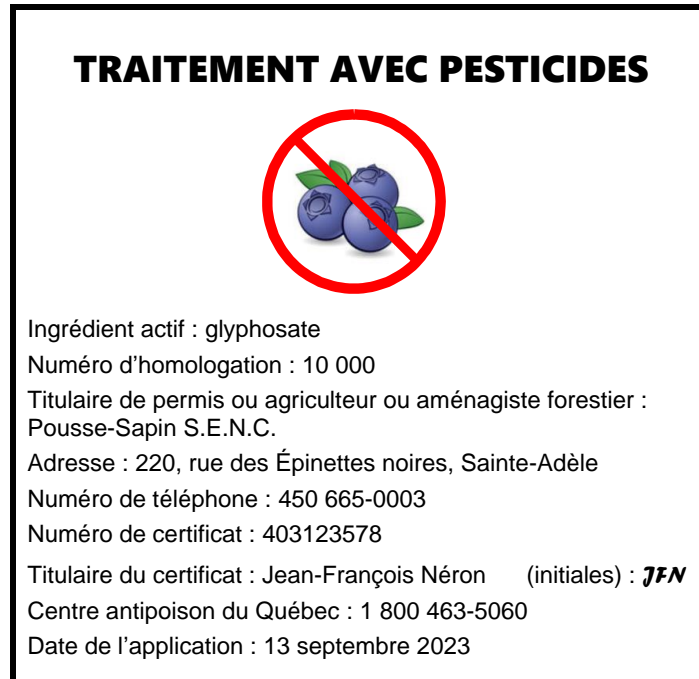 TRAITEMENT AVEC PESTICIDES
Ingrédient actif : glyphosate
Numéro d'homologation : 10 000
Titulaire de permis ou agriculteur ou aménagiste forestier :
Pousse-Sapin S.E.N.C.
Adresse : 220, rue des Épinettes noires, Sainte-Adèle
Numéro de téléphone : 450 665-0003
Numéro de certificat : 403123578
Titulaire du certificat : Jean-François Néron (initiales) : JFN
Centre antipoison du Québec : 1 800 463-5060
Date de l'application : 13 septembre 2023